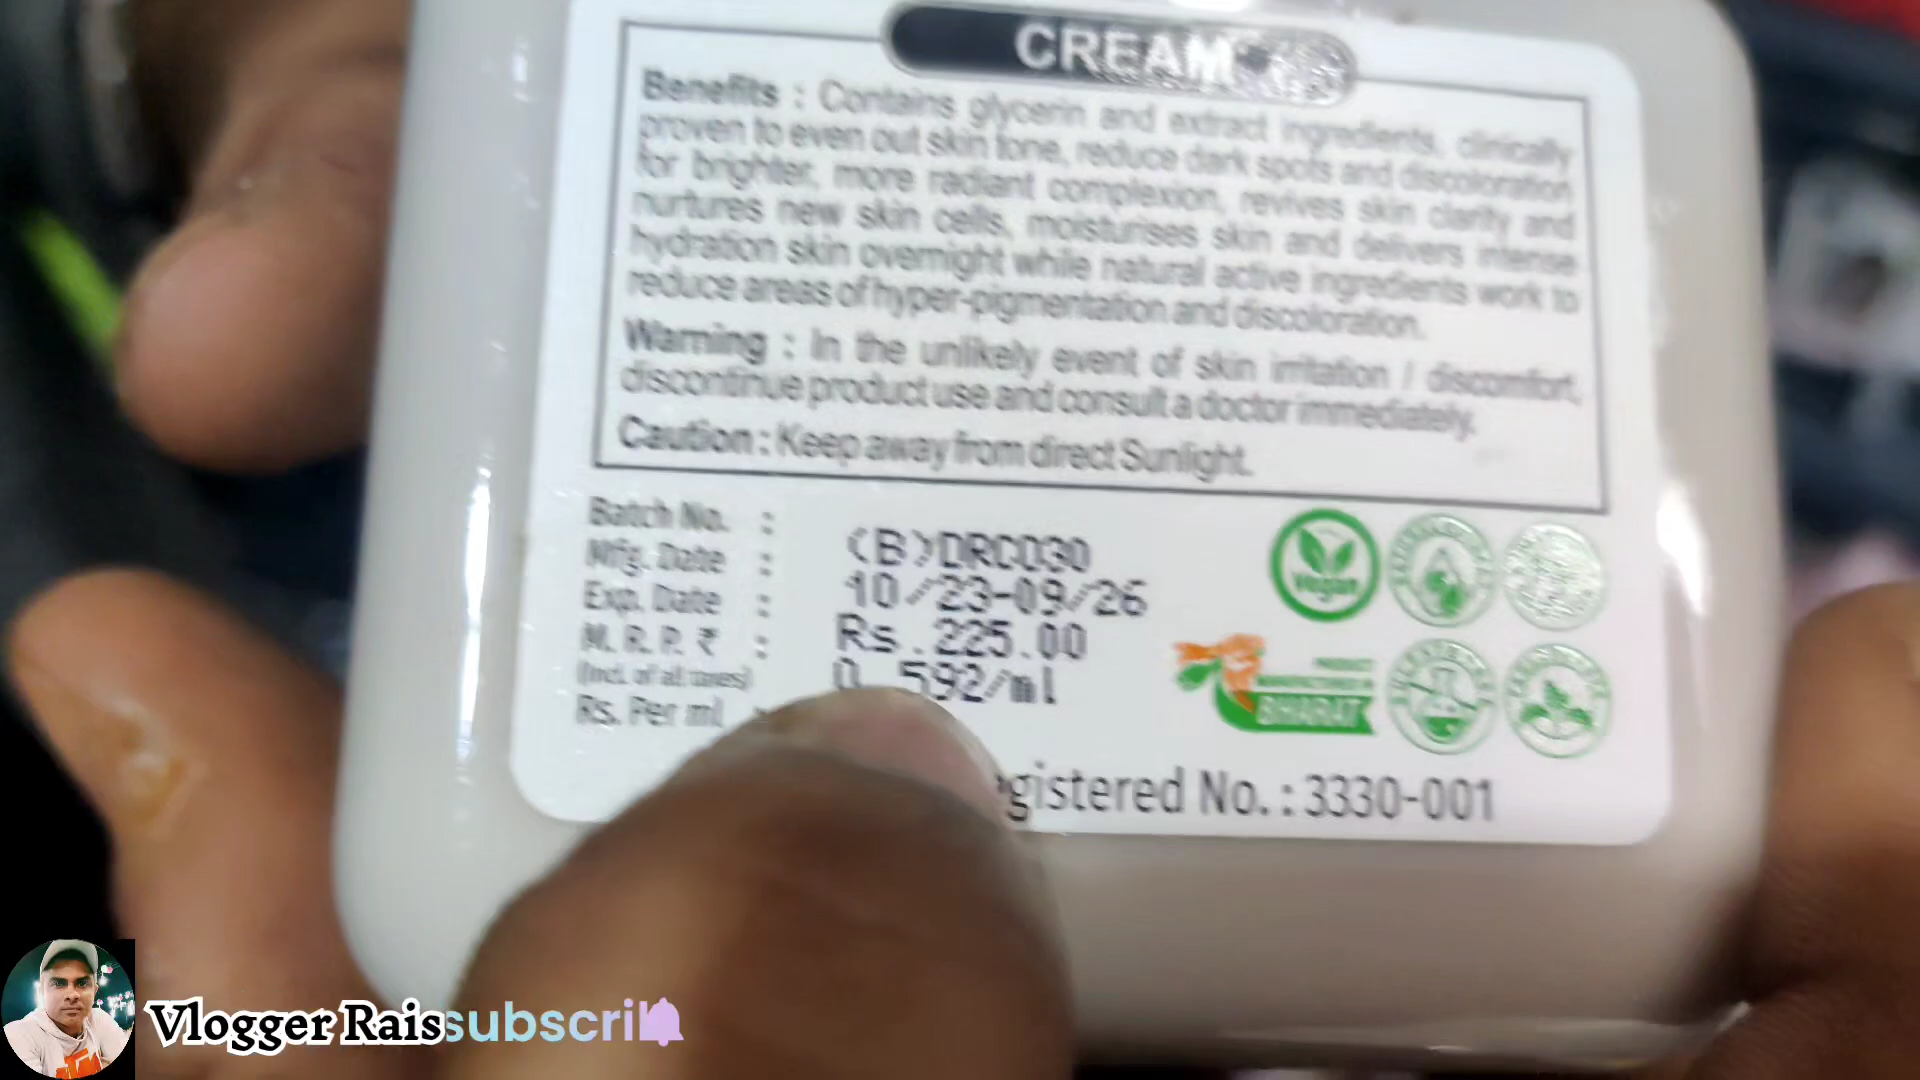 CREAM
Benefits : Contains glycerin and extract ingredients, clinically
proven to even out skin tone, reduce dark spots and discoloration
for brighter, more radiant complexion, revives skin clarity and
nurtures new skin cells, moisturises skin and delivers intense
hydration skin overnight while natural active ingredients work to
reduce areas of hyper-pigmentation and discoloration.
Warning : In the unlikely event of skin irritation / discomfort,
discontinue product use and consult a doctor immediately.
Caution : Keep away from direct Sunlight.
Batch No. : (B)DRC030
Mfg. Date :
Exp. Date : 10/23-09/26
M. R. P. ₹ : Rs.225.00
(Incl. of all taxes)
Rs. Per ml : 0.592/ml
Vegan
BHARAT
egistered No. : 3330-001
Vlogger Rais subscri